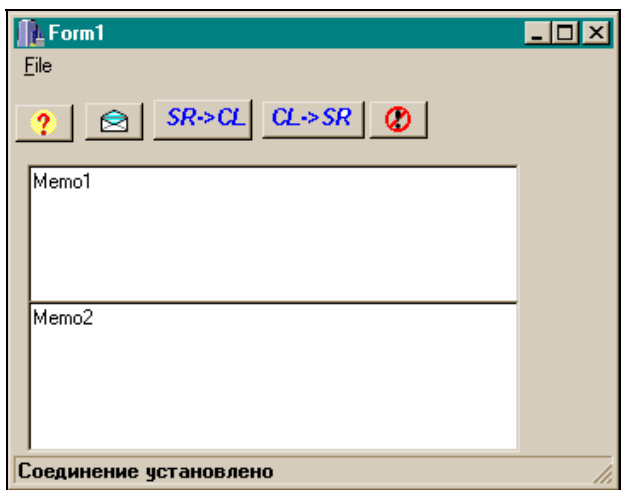 Form1
File
? SR->CL CL->SR
Memo1
Memo2
Соединение установлено